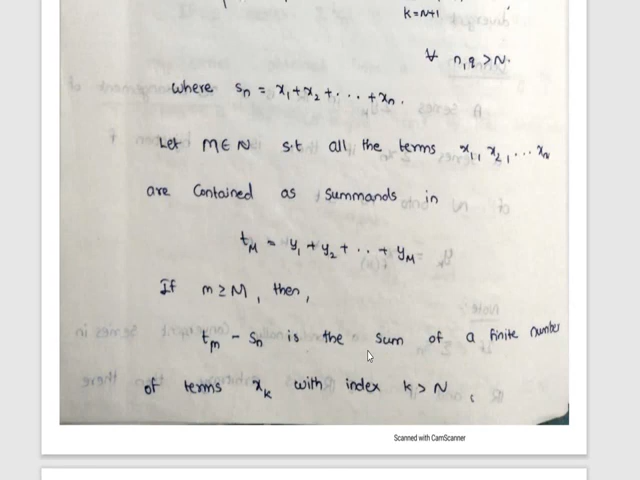 k=N+1
∀ n,q >N.
where Sn = x1+x2+...+xn.
Let M∈N s.t all the terms x1, x2, ... xN
are contained as summands in
tM = y1+y2+..+yM
If m ≥ M, then,
tm - Sn is the sum of a finite number
of terms xk with index k > N,
Scanned with CamScanner